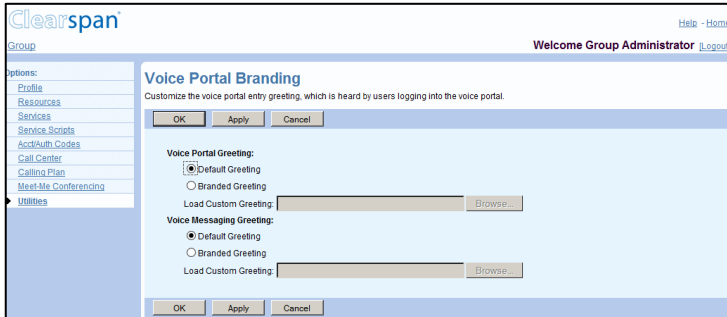 Clearspan
Help - Home
Group
Welcome Group Administrator [Logout
Options:
Profile
Resources
Services
Service Scripts
Acct/Auth Codes
Call Center
Calling Plan
Meet-Me Conferencing
Utilities
Voice Portal Branding
Customize the voice portal entry greeting, which is heard by users logging into the voice portal.
OK Apply Cancel
Voice Portal Greeting:
Default Greeting
Branded Greeting
Load Custom Greeting: Browse...
Voice Messaging Greeting:
Default Greeting
Branded Greeting
Load Custom Greeting: Browse...
OK Apply Cancel